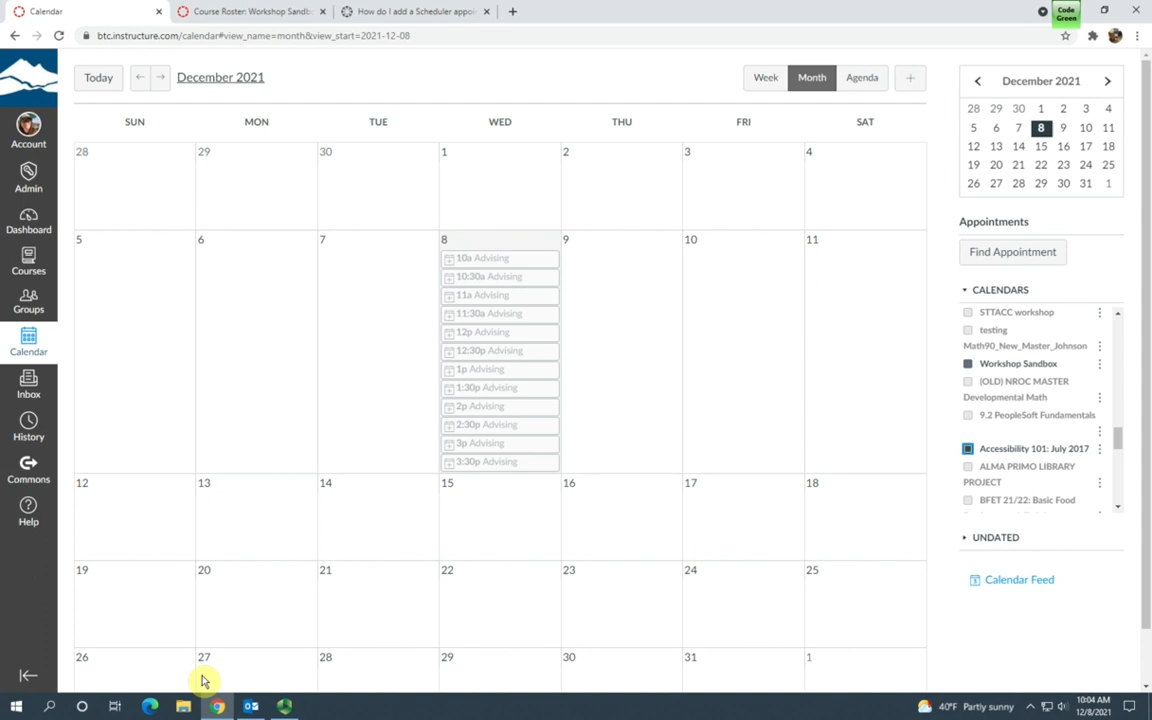 Calendar
Course Roster: Workshop Sandb
How do I add a Scheduler appoi
Code
Green
btc.instructure.com/calendar#view_name=month&view_start=2021-12-08
Account
Admin
Dashboard
Courses
Groups
Calendar
Inbox
History
Commons
Help
Today
December 2021
Week
Month
Agenda
SUN MON TUE WED THU FRI SAT
28 29 30 1 2 3 4
5 6 7 8 9 10 11
10a Advising
10:30a Advising
11a Advising
11:30a Advising
12p Advising
12:30p Advising
1p Advising
1:30p Advising
2p Advising
2:30p Advising
3p Advising
3:30p Advising
12 13 14 15 16 17 18
19 20 21 22 23 24 25
26 27 28 29 30 31 1
December 2021
28 29 30 1 2 3 4
5 6 7 8 9 10 11
12 13 14 15 16 17 18
19 20 21 22 23 24 25
26 27 28 29 30 31 1
Appointments
Find Appointment
CALENDARS
STTACC workshop
testing
Math90_New_Master_Johnson
Workshop Sandbox
(OLD) NROC MASTER
Developmental Math
9.2 PeopleSoft Fundamentals
Accessibility 101: July 2017
ALMA PRIMO LIBRARY
PROJECT
BFET 21/22: Basic Food
UNDATED
Calendar Feed
40°F Partly sunny
10:04 AM
12/8/2021